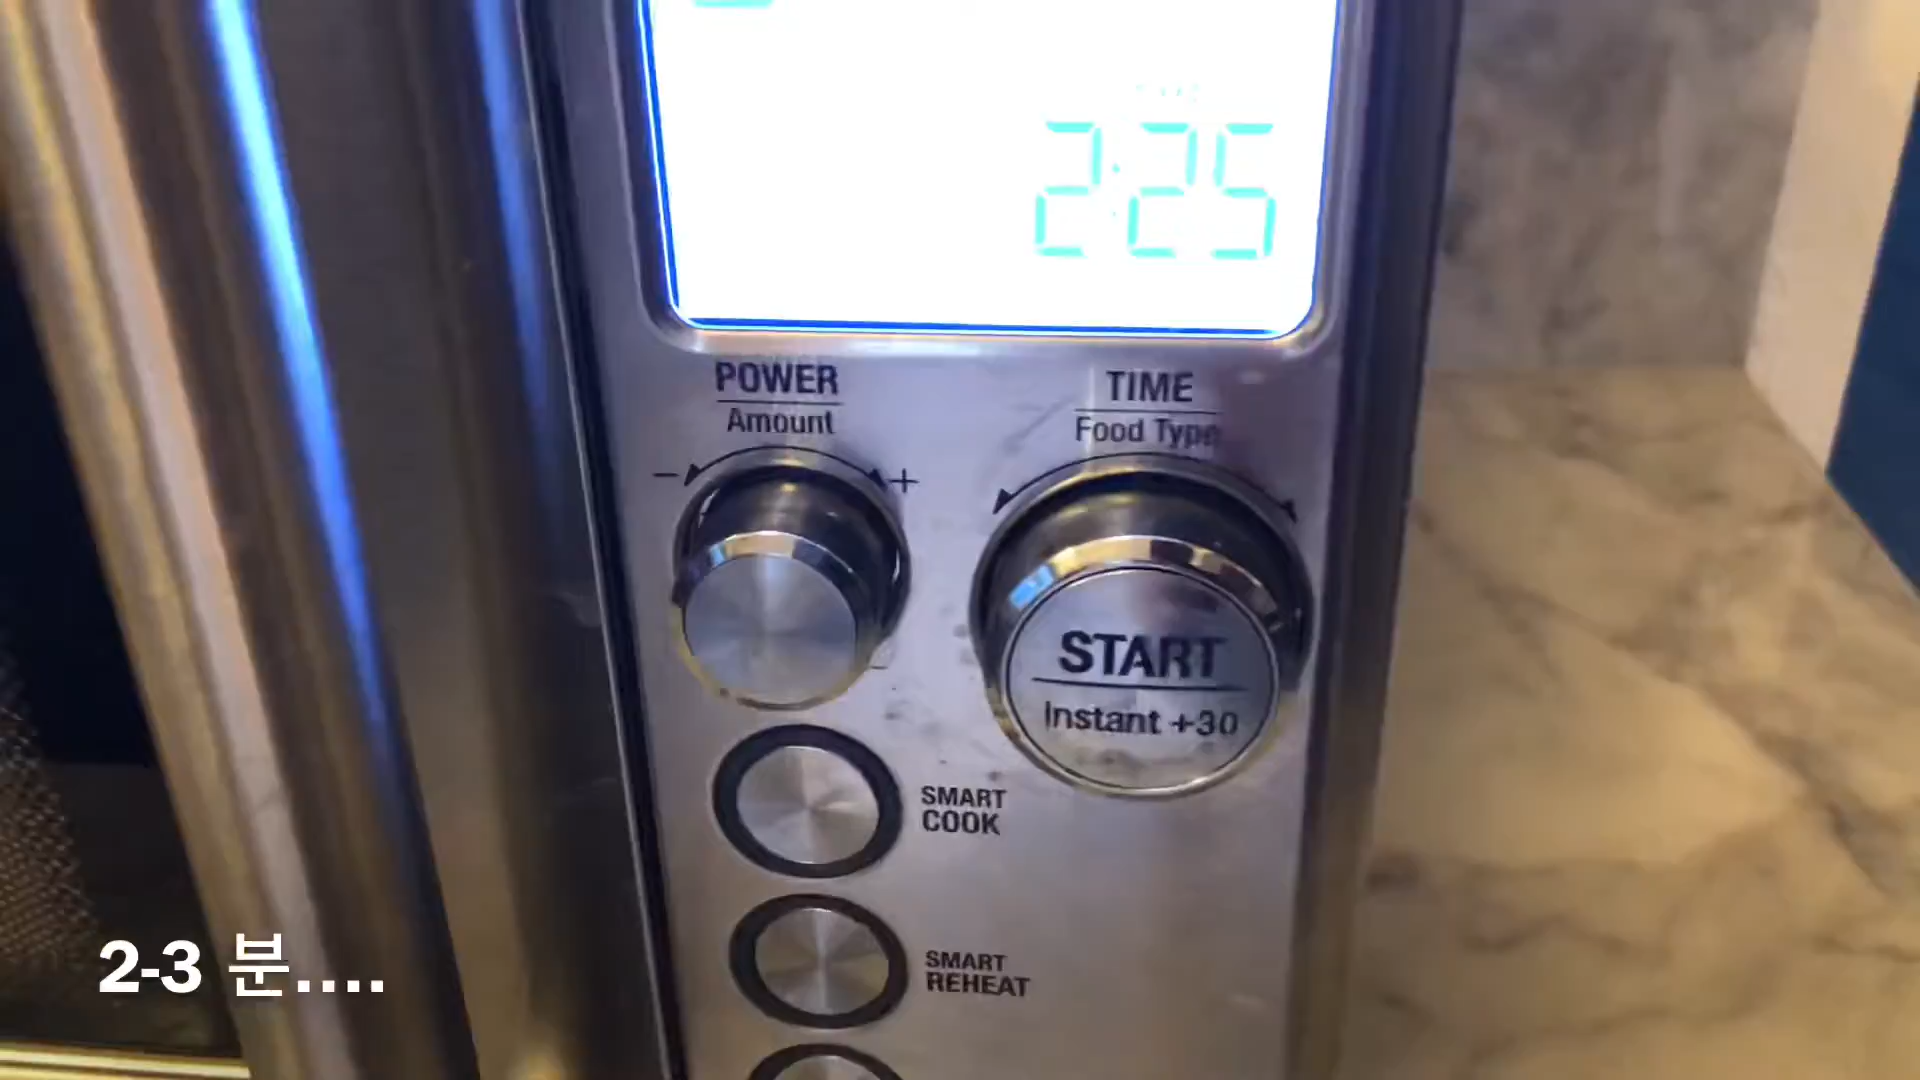 2:25
POWER
Amount
TIME
Food Type
- +
START
Instant +30
SMART
COOK
SMART
REHEAT
2-3 분....